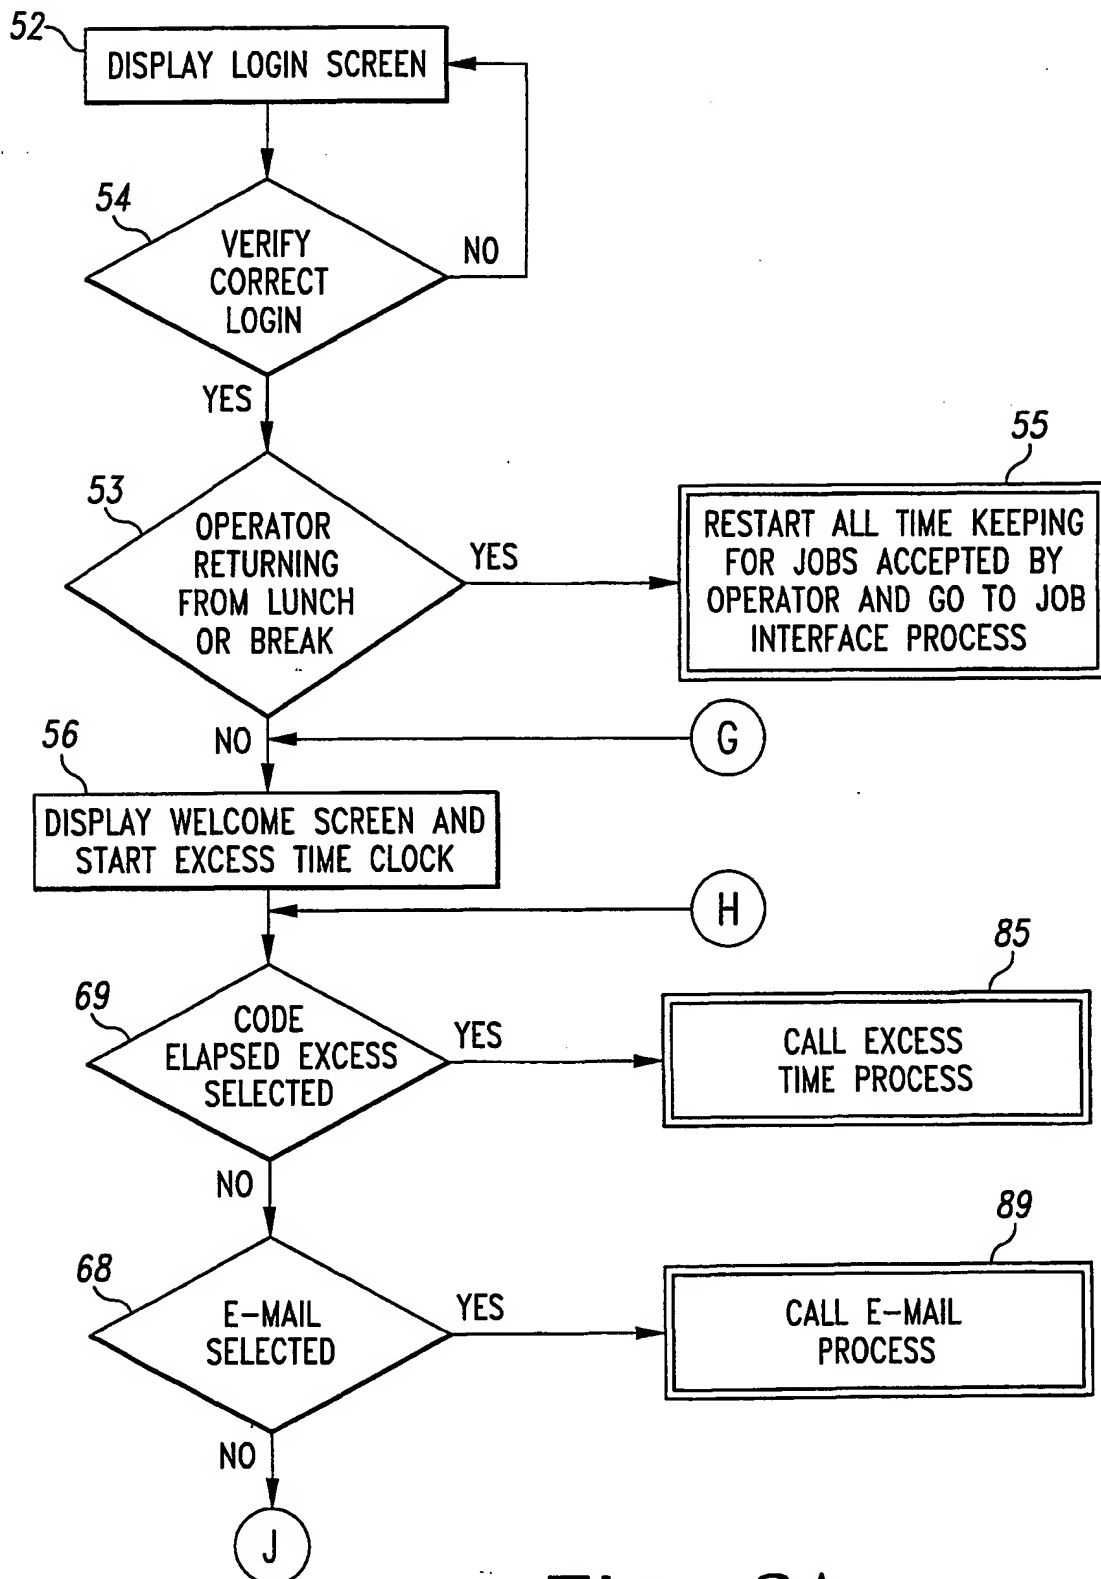 52
DISPLAY LOGIN SCREEN
54
VERIFY
CORRECT
LOGIN
NO
YES
53
OPERATOR
RETURNING
FROM LUNCH
OR BREAK
YES
55
RESTART ALL TIME KEEPING
FOR JOBS ACCEPTED BY
OPERATOR AND GO TO JOB
INTERFACE PROCESS
NO
G
56
DISPLAY WELCOME SCREEN AND
START EXCESS TIME CLOCK
H
69
CODE
ELAPSED EXCESS
SELECTED
YES
85
CALL EXCESS
TIME PROCESS
NO
68
E-MAIL
SELECTED
YES
89
CALL E-MAIL
PROCESS
NO
J